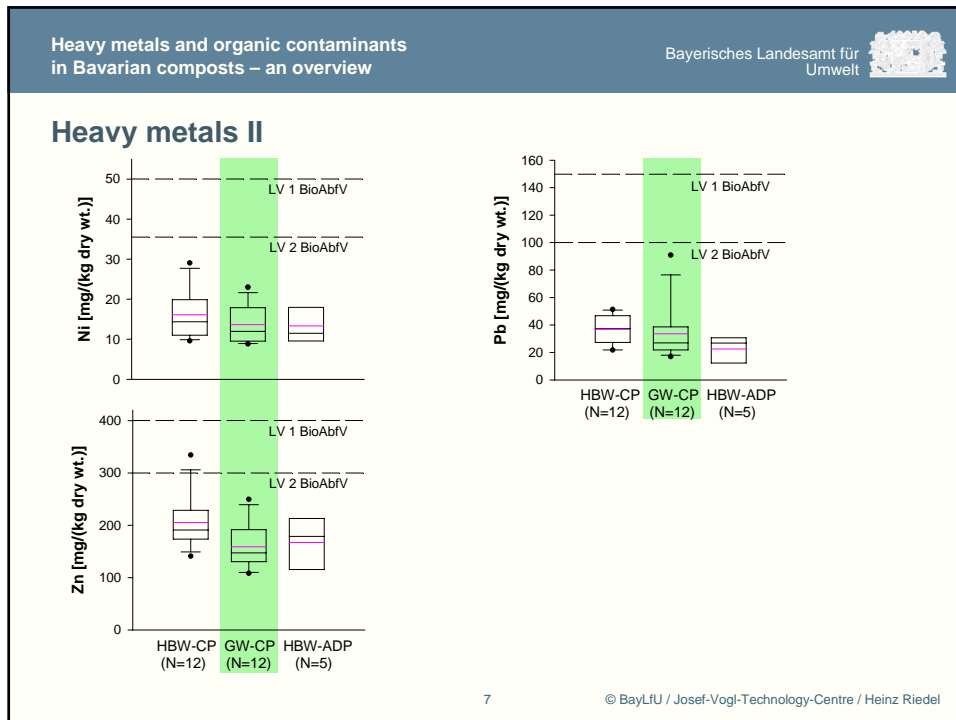 Heavy metals and organic contaminants
in Bavarian composts – an overview
Bayerisches Landesamt für
Umwelt
Heavy metals II
Ni [mg/(kg dry wt.)]
50
40
30
20
10
0
LV 1 BioAbfV
LV 2 BioAbfV
Zn [mg/(kg dry wt.)]
400
300
200
100
0
LV 1 BioAbfV
LV 2 BioAbfV
HBW-CP GW-CP HBW-ADP
(N=12) (N=12) (N=5)
Pb [mg/(kg dry wt.)]
160
140
120
100
80
60
40
20
0
LV 1 BioAbfV
LV 2 BioAbfV
HBW-CP GW-CP HBW-ADP
(N=12) (N=12) (N=5)
7
© BayLfU / Josef-Vogl-Technology-Centre / Heinz Riedel